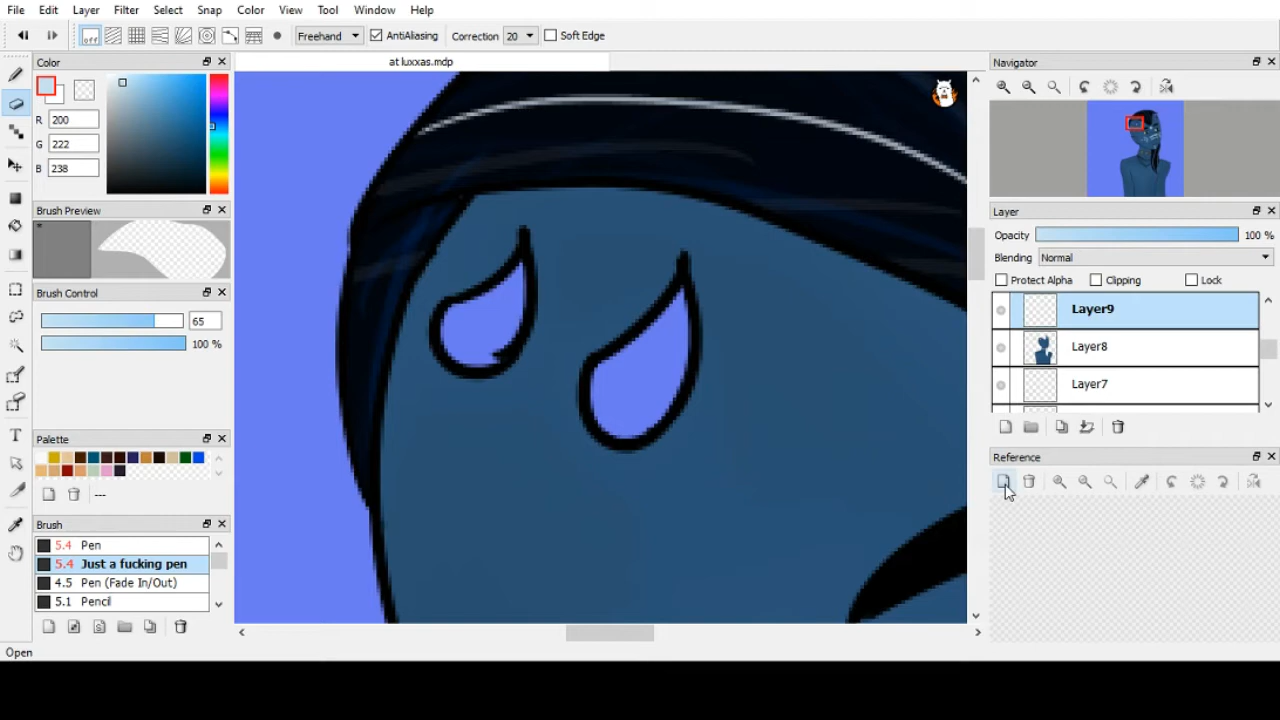 File Edit Layer Filter Select Snap Color View Tool Window Help
off Freehand AntiAliasing Correction 20 Soft Edge
Color
at luxxas.mdp
Navigator
R 200
G 222
B 238
Brush Preview
*
Layer
Opacity 100 %
Blending Normal
Protect Alpha Clipping Lock
Brush Control
65
100 %
Layer9
Layer8
Layer7
Palette
---
Reference
Brush
5.4 Pen
5.4 Just a fucking pen
4.5 Pen (Fade In/Out)
5.1 Pencil
T
Open